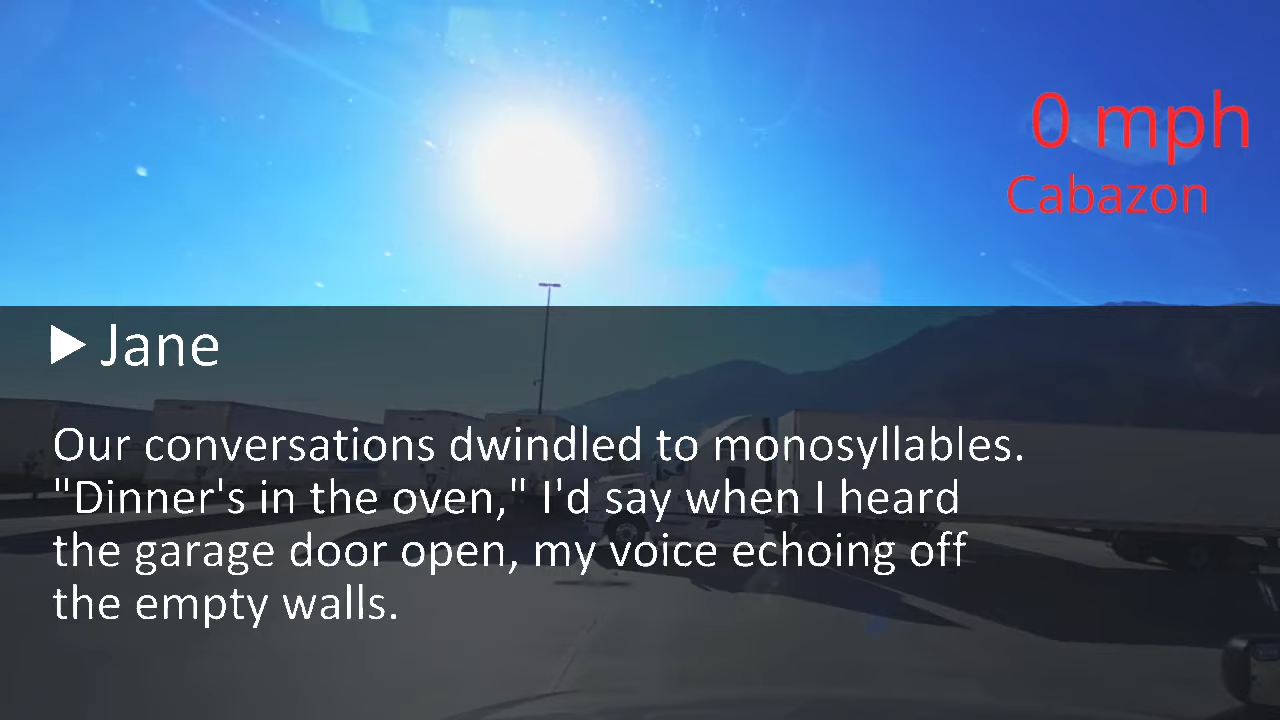 0 mph
Cabazon
Jane
Our conversations dwindled to monosyllables.
"Dinner's in the oven," I'd say when I heard
the garage door open, my voice echoing off
the empty walls.